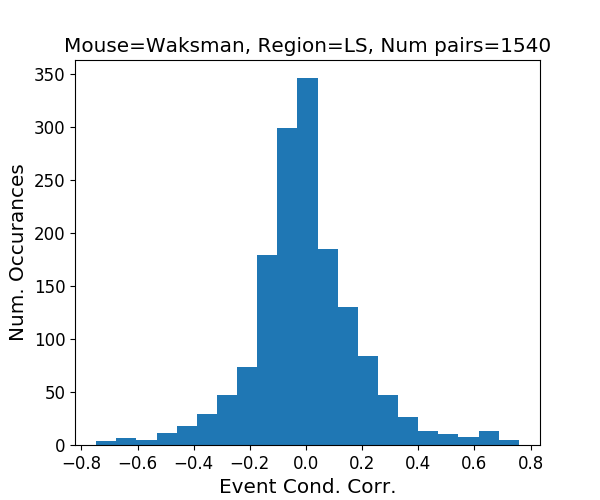 Mouse=Waksman, Region=LS, Num pairs=1540
350
300
250
200
150
100
50
0
Num. Occurances
−0.8 −0.6 −0.4 −0.2 0.0 0.2 0.4 0.6 0.8
Event Cond. Corr.